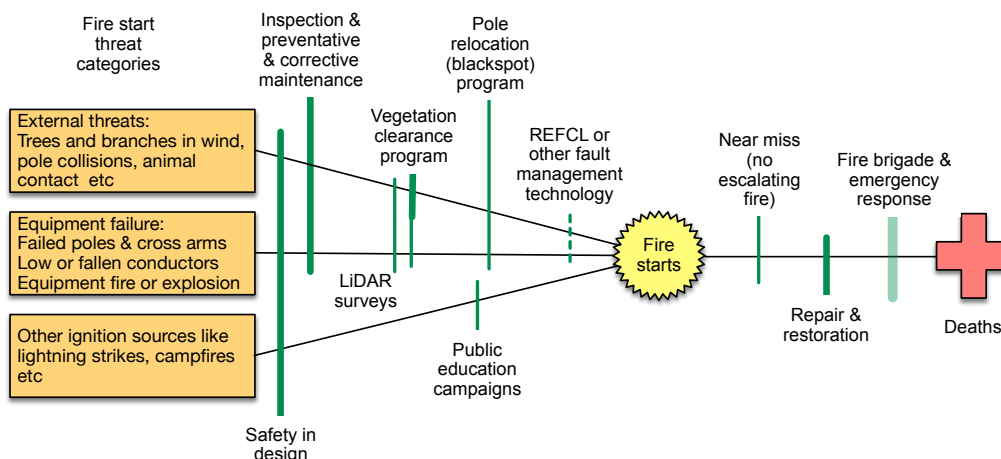 Fire start
threat
categories
Inspection &
preventative
& corrective
maintenance
Pole
relocation
(blackspot)
program
Vegetation
clearance
program
REFCL or
other fault
management
technology
Near miss (no
escalating
fire)
Fire brigade &
emergency
response
External threats:
Trees and branches in wind,
pole collisions, animal
contact  etc
Equipment failure:
Failed poles & cross arms
Low or fallen conductors
Equipment fire or explosion
Other ignition sources like
lightning strikes, campfires
etc
LiDAR
surveys
Fire
starts
Public
education
campaigns
Repair &
restoration
Deaths
Safety in
design